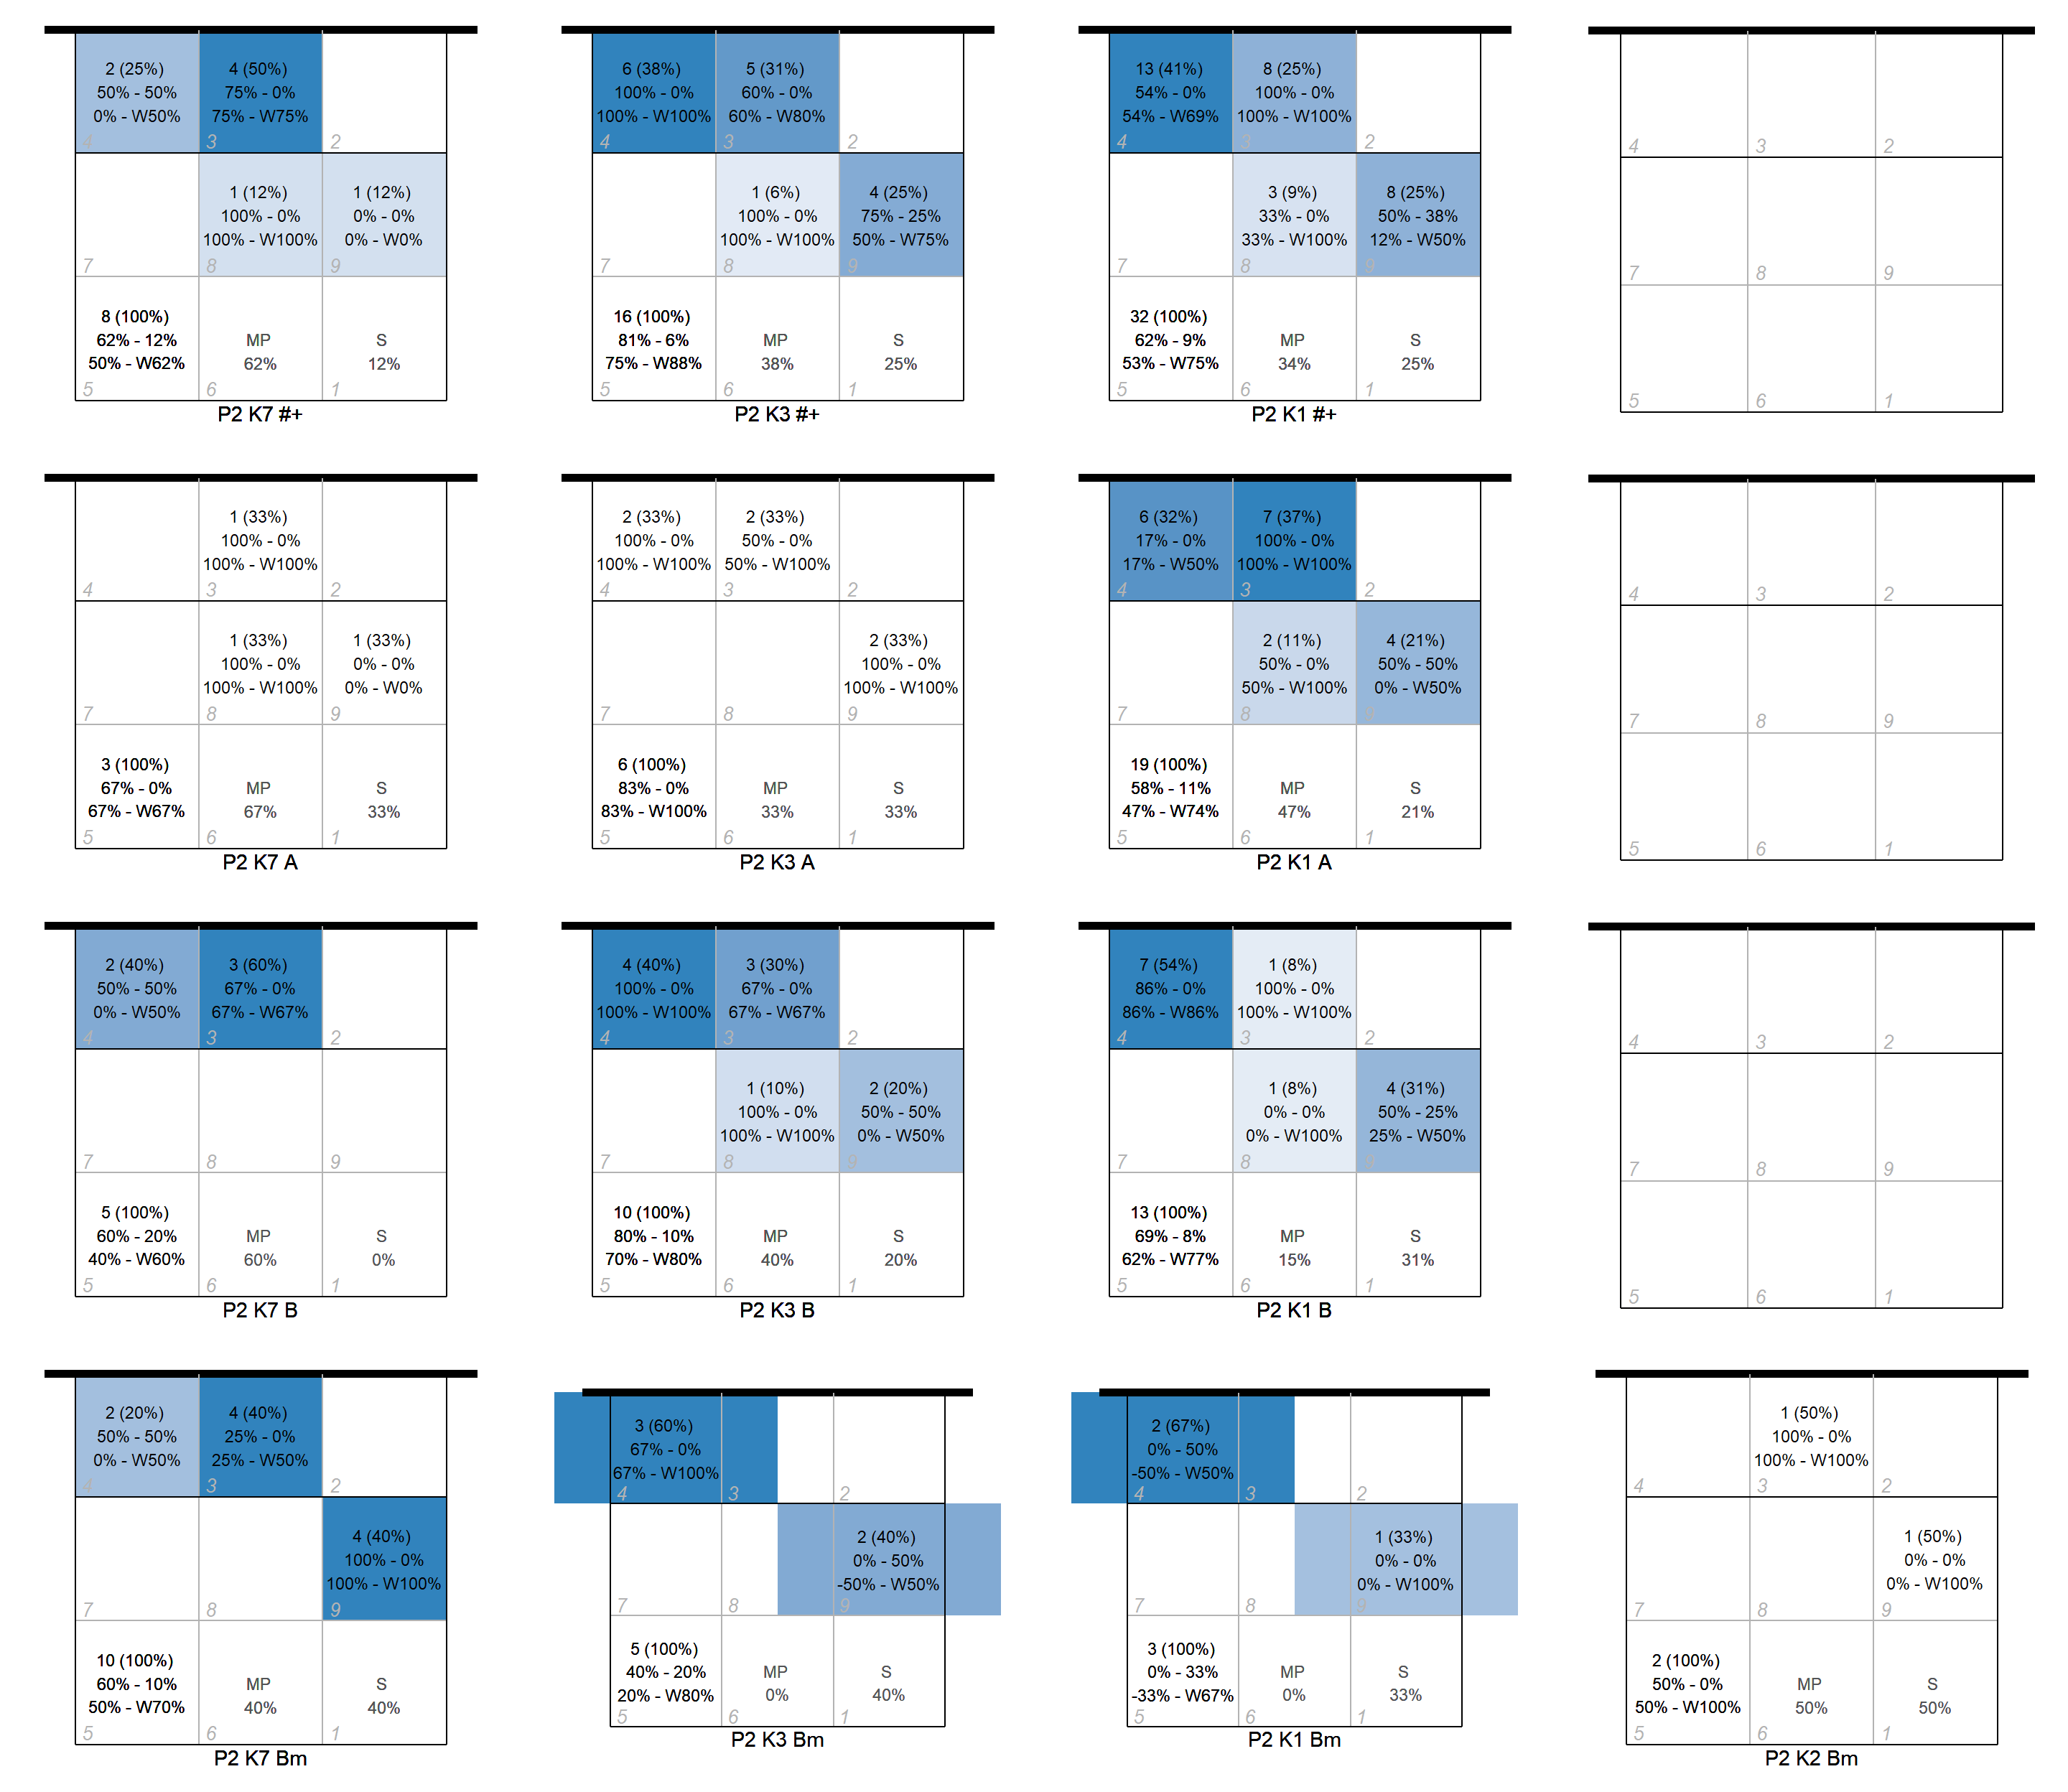 2 (25%)
50% - 50%
0% - W50%
4
4 (50%)
75% - 0%
75% - W75%
3
2
7
1 (12%)
100% - 0%
100% - W100%
8
1 (12%)
0% - 0%
0% - W0%
9
8 (100%)
62% - 12%
50% - W62%
5
MP
62%
6
S
12%
1
P2 K7 #+
6 (38%)
100% - 0%
100% - W100%
4
5 (31%)
60% - 0%
60% - W80%
3
2
7
1 (6%)
100% - 0%
100% - W100%
8
4 (25%)
75% - 25%
50% - W75%
9
16 (100%)
81% - 6%
75% - W88%
5
MP
38%
6
S
25%
1
P2 K3 #+
13 (41%)
54% - 0%
54% - W69%
4
8 (25%)
100% - 0%
100% - W100%
3
2
7
3 (9%)
33% - 0%
33% - W100%
8
8 (25%)
50% - 38%
12% - W50%
9
32 (100%)
62% - 9%
53% - W75%
5
MP
34%
6
S
25%
1
P2 K1 #+
4
3
2
7
8
9
5
6
1
4
1 (33%)
100% - 0%
100% - W100%
3
2
7
1 (33%)
100% - 0%
100% - W100%
8
1 (33%)
0% - 0%
0% - W0%
9
3 (100%)
67% - 0%
67% - W67%
5
MP
67%
6
S
33%
1
P2 K7 A
2 (33%)
100% - 0%
100% - W100%
4
2 (33%)
50% - 0%
50% - W100%
3
2
7
8
2 (33%)
100% - 0%
100% - W100%
9
6 (100%)
83% - 0%
83% - W100%
5
MP
33%
6
S
33%
1
P2 K3 A
6 (32%)
17% - 0%
17% - W50%
4
7 (37%)
100% - 0%
100% - W100%
3
2
7
2 (11%)
50% - 0%
50% - W100%
8
4 (21%)
50% - 50%
0% - W50%
9
19 (100%)
58% - 11%
47% - W74%
5
MP
47%
6
S
21%
1
P2 K1 A
4
3
2
7
8
9
5
6
1
2 (40%)
50% - 50%
0% - W50%
4
3 (60%)
67% - 0%
67% - W67%
3
2
7
8
9
5 (100%)
60% - 20%
40% - W60%
5
MP
60%
6
S
0%
1
P2 K7 B
4 (40%)
100% - 0%
100% - W100%
4
3 (30%)
67% - 0%
67% - W67%
3
2
7
1 (10%)
100% - 0%
100% - W100%
8
2 (20%)
50% - 50%
0% - W50%
9
10 (100%)
80% - 10%
70% - W80%
5
MP
40%
6
S
20%
1
P2 K3 B
7 (54%)
86% - 0%
86% - W86%
4
1 (8%)
100% - 0%
100% - W100%
3
2
7
1 (8%)
0% - 0%
0% - W100%
8
4 (31%)
50% - 25%
25% - W50%
9
13 (100%)
69% - 8%
62% - W77%
5
MP
15%
6
S
31%
1
P2 K1 B
4
3
2
7
8
9
5
6
1
2 (20%)
50% - 50%
0% - W50%
4
4 (40%)
25% - 0%
25% - W50%
3
2
7
8
4 (40%)
100% - 0%
100% - W100%
9
10 (100%)
60% - 10%
50% - W70%
5
MP
40%
6
S
40%
1
P2 K7 Bm
3 (60%)
67% - 0%
67% - W100%
4
3
2
7
8
2 (40%)
0% - 50%
-50% - W50%
9
5 (100%)
40% - 20%
20% - W80%
5
MP
0%
6
S
40%
1
P2 K3 Bm
2 (67%)
0% - 50%
-50% - W50%
4
3
2
7
8
1 (33%)
0% - 0%
0% - W100%
9
3 (100%)
0% - 33%
-33% - W67%
5
MP
0%
6
S
33%
1
P2 K1 Bm
4
1 (50%)
100% - 0%
100% - W100%
3
2
7
8
1 (50%)
0% - 0%
0% - W100%
9
2 (100%)
50% - 0%
50% - W100%
5
MP
50%
6
S
50%
1
P2 K2 Bm